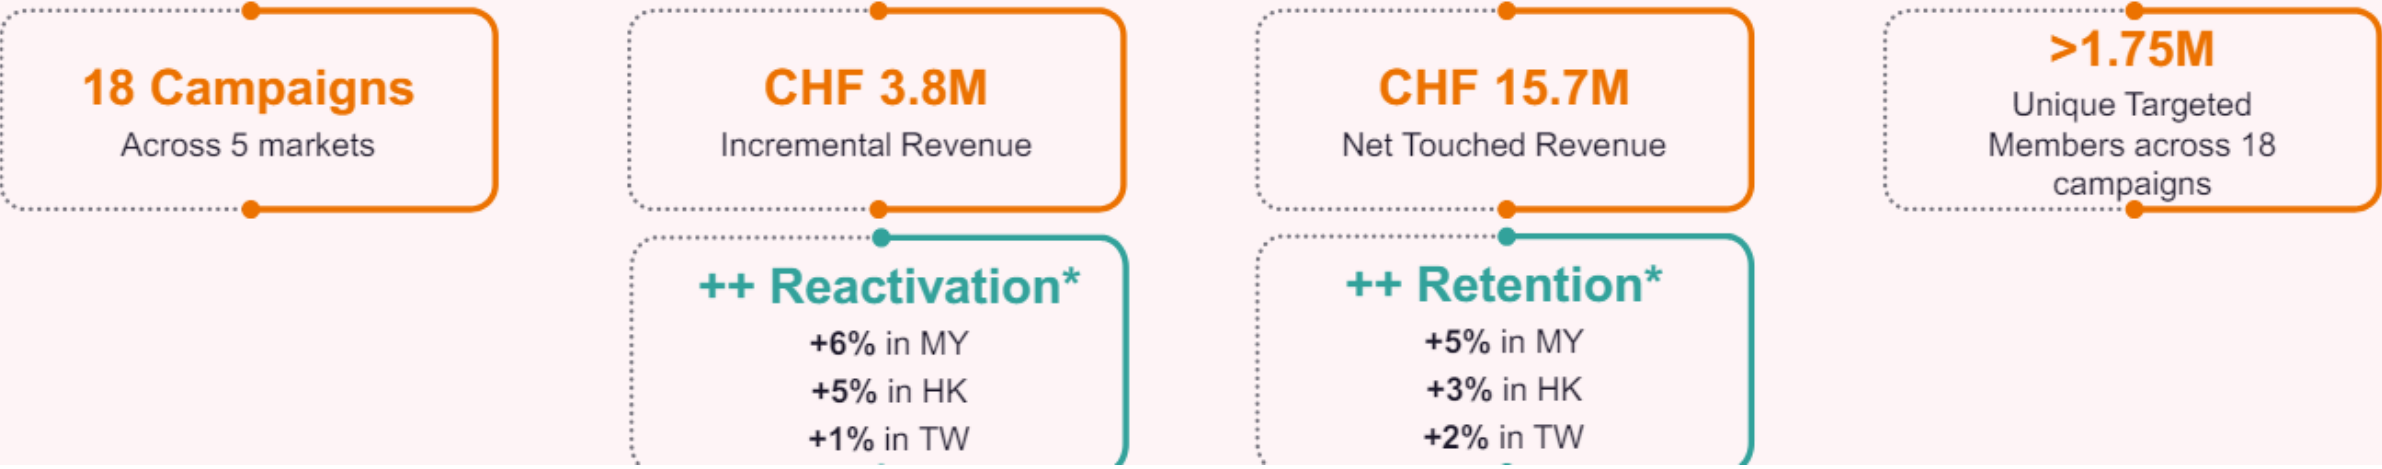 18 Campaigns
Across 5 markets
CHF 3.8M
Incremental Revenue
CHF 15.7M
Net Touched Revenue
>1.75M
Unique Targeted
Members across 18
campaigns
++ Reactivation*
+6% in MY
+5% in HK
+1% in TW
++ Retention*
+5% in MY
+3% in HK
+2% in TW